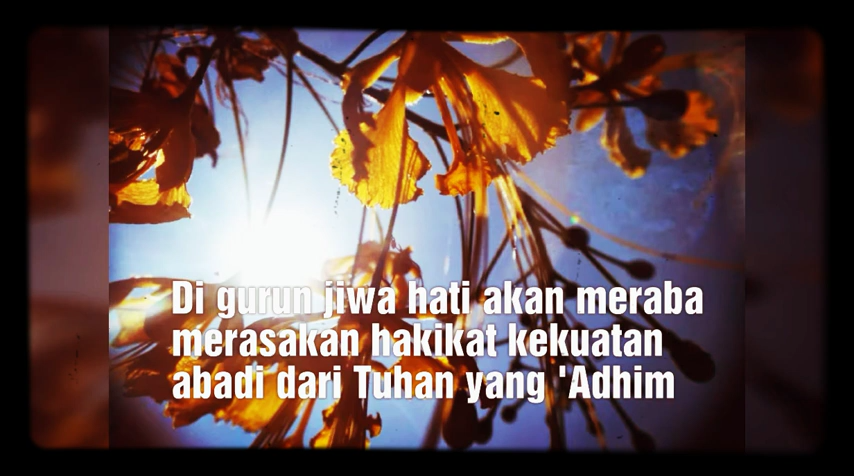 Di gurun jiwa hati akan meraba
merasakan hakikat kekuatan
abadi dari Tuhan yang 'Adhim